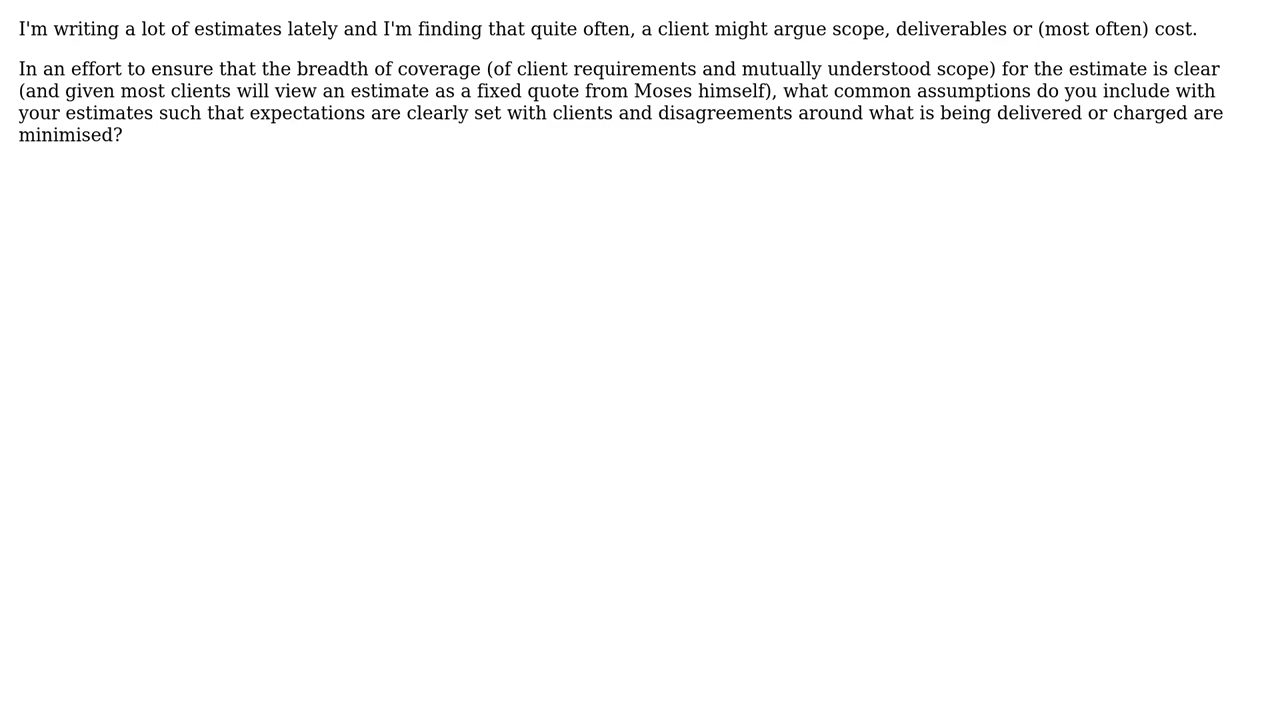 I'm writing a lot of estimates lately and I'm finding that quite often, a client might argue scope, deliverables or (most often) cost.
In an effort to ensure that the breadth of coverage (of client requirements and mutually understood scope) for the estimate is clear
(and given most clients will view an estimate as a fixed quote from Moses himself), what common assumptions do you include with
your estimates such that expectations are clearly set with clients and disagreements around what is being delivered or charged are
minimised?